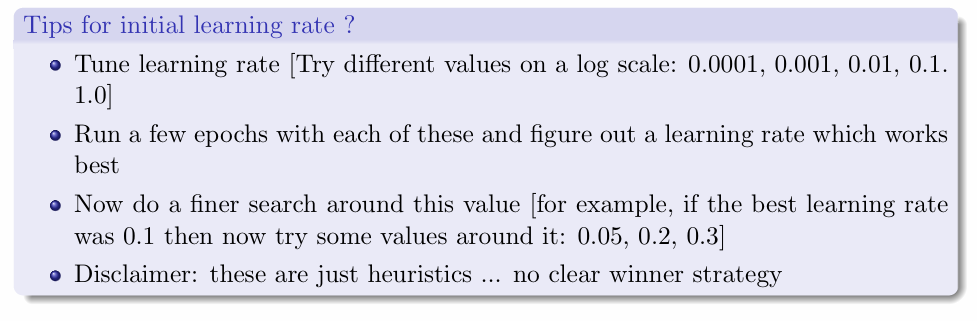 Tips for initial learning rate ?
Tune learning rate [Try different values on a log scale: 0.0001, 0.001, 0.01, 0.1.
1.0]
Run a few epochs with each of these and figure out a learning rate which works
best
Now do a finer search around this value [for example, if the best learning rate
was 0.1 then now try some values around it: 0.05, 0.2, 0.3]
Disclaimer: these are just heuristics ... no clear winner strategy